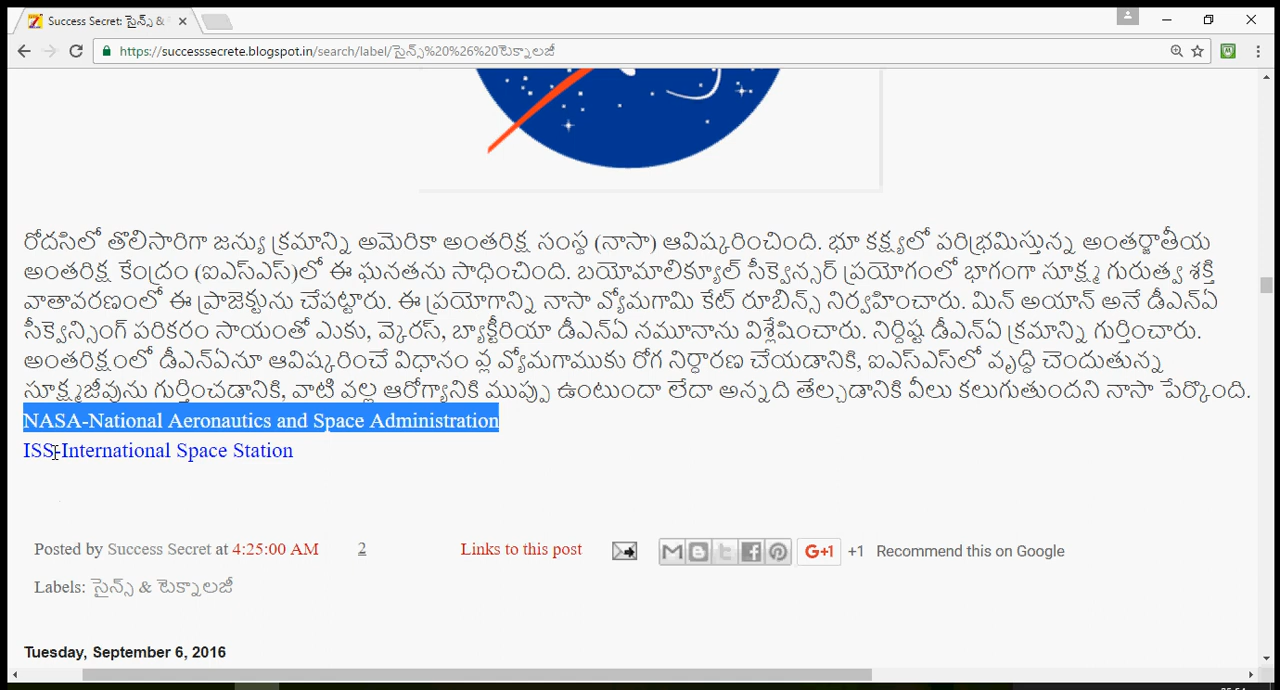 Success Secret: సైన్స్ &
https://successsecrete.blogspot.in/search/label/సైన్స్%20%26%20టెక్నాలజీ
రోదసిలో తొలిసారిగా జన్యు క్రమాన్ని అమెరికా అంతరిక్ష సంస్థ (నాసా) ఆవిష్కరించింది. భూ కక్ష్యలో పరిభ్రమిస్తున్న అంతర్జాతీయ
అంతరిక్ష కేంద్రం (ఐఎస్ఎస్)లో ఈ ఘనతను సాధించింది. బయోమాలిక్యూల్ సీక్వెన్సర్ ప్రయోగంలో భాగంగా సూక్ష్మ గురుత్వ శక్తి
వాతావరణంలో ఈ ప్రాజెక్టును చేపట్టారు. ఈ ప్రయోగాన్ని నాసా వ్యోమగామి కేట్ రూబిన్స్ నిర్వహించారు. మిన్ అయాన్ అనే డీఎన్ఏ
సీక్వెన్సింగ్ పరికరం సాయంతో ఎకు, వ్కెరస్, బ్యాక్టీరియా డీఎన్ఏ నమూనాను విశ్లేషించారు. నిర్దిష్ట డీఎన్ఏ క్రమాన్ని గుర్తించారు.
అంతరిక్షంలో డీఎన్ఏనూ ఆవిష్కరించే విధానం వ్ల వ్యోమగాముకు రోగ నిర్ధారణ చేయడానికి, ఐఎస్ఎస్లో వృద్ధి చెందుతున్న
సూక్ష్మజీవును గుర్తించడానికి, వాటి వల్ల ఆరోగ్యానికి ముప్పు ఉంటుందా లేదా అన్నది తేల్చడానికి వీలు కలుగుతుందని నాసా పేర్కొంది.
NASA-National Aeronautics and Space Administration
ISS-International Space Station
Posted by Success Secret at 4:25:00 AM 2 Links to this post G+1 +1 Recommend this on Google
Labels: సైన్స్ & టెక్నాలజీ
Tuesday, September 6, 2016